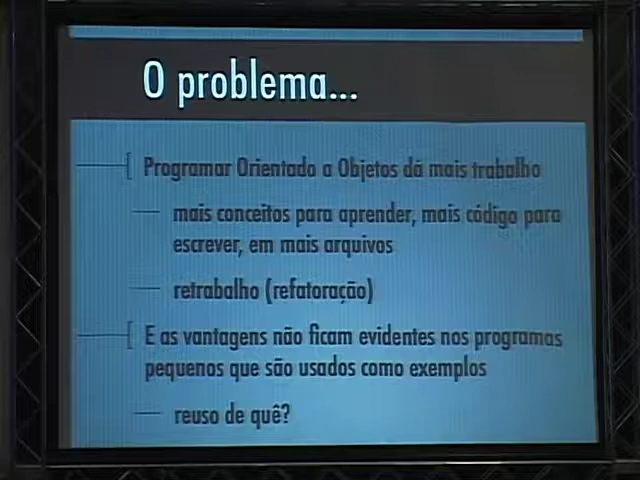 O problema...
Programar Orientado a Objetos dá mais trabalho
mais conceitos para aprender, mais código para
escrever, em mais arquivos
retrabalho (refatoração)
E as vantagens não ficam evidentes nos programas
pequenos que são usados como exemplos
reuso de quê?